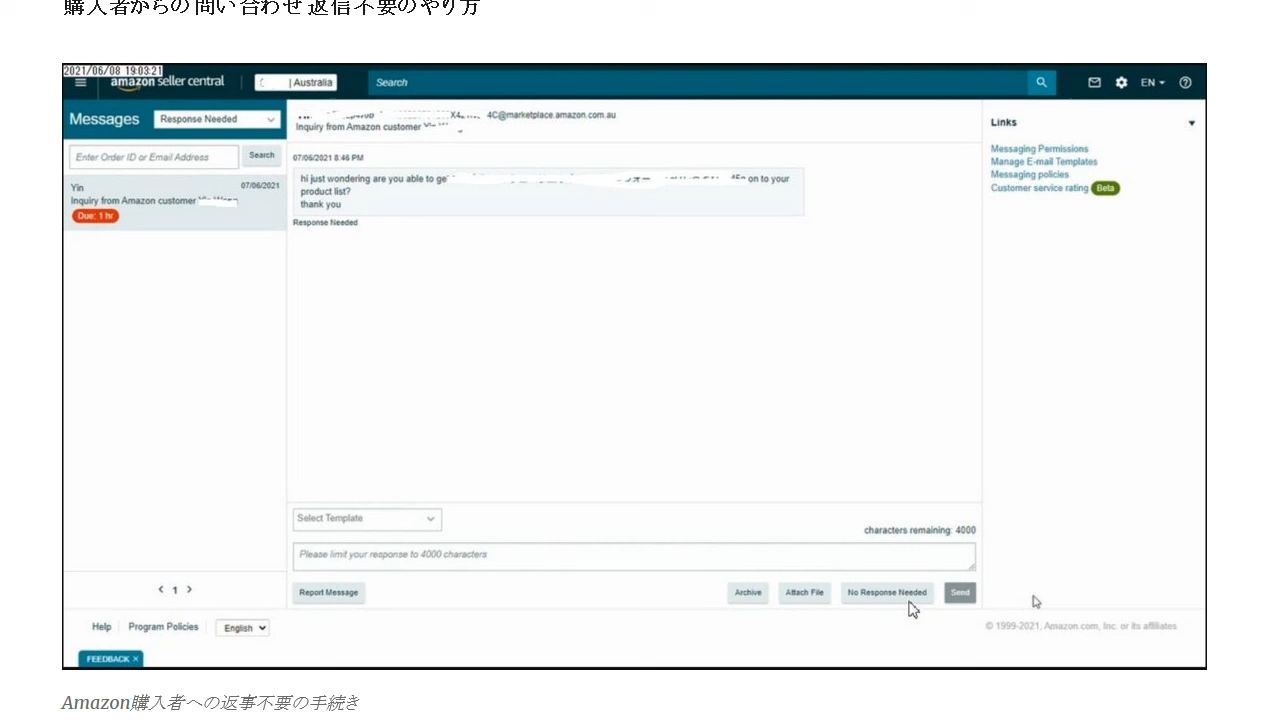 購入者からの問い合わせ返信不要のやり方
2021/06/08 19:03:21
amazon seller central
| Australia
Search
EN
Messages
Response Needed
4C@marketplace.amazon.com.au
Inquiry from Amazon customer
Links
Enter Order ID or Email Address
Search
07/06/2021 8:46 PM
Messaging Permissions
Manage E-mail Templates
Messaging policies
Customer service rating Beta
Yin
07/06/2021
Inquiry from Amazon customer
Due: 1 hr
hi just wondering are you able to ge on to your
product list?
thank you
Response Needed
Select Template
characters remaining: 4000
Please limit your response to 4000 characters
< 1 >
Report Message
Archive
Attach File
No Response Needed
Send
Help
Program Policies
English
© 1999-2021, Amazon.com, Inc. or its affiliates
FEEDBACK ×
Amazon購入者への返事不要の手続き